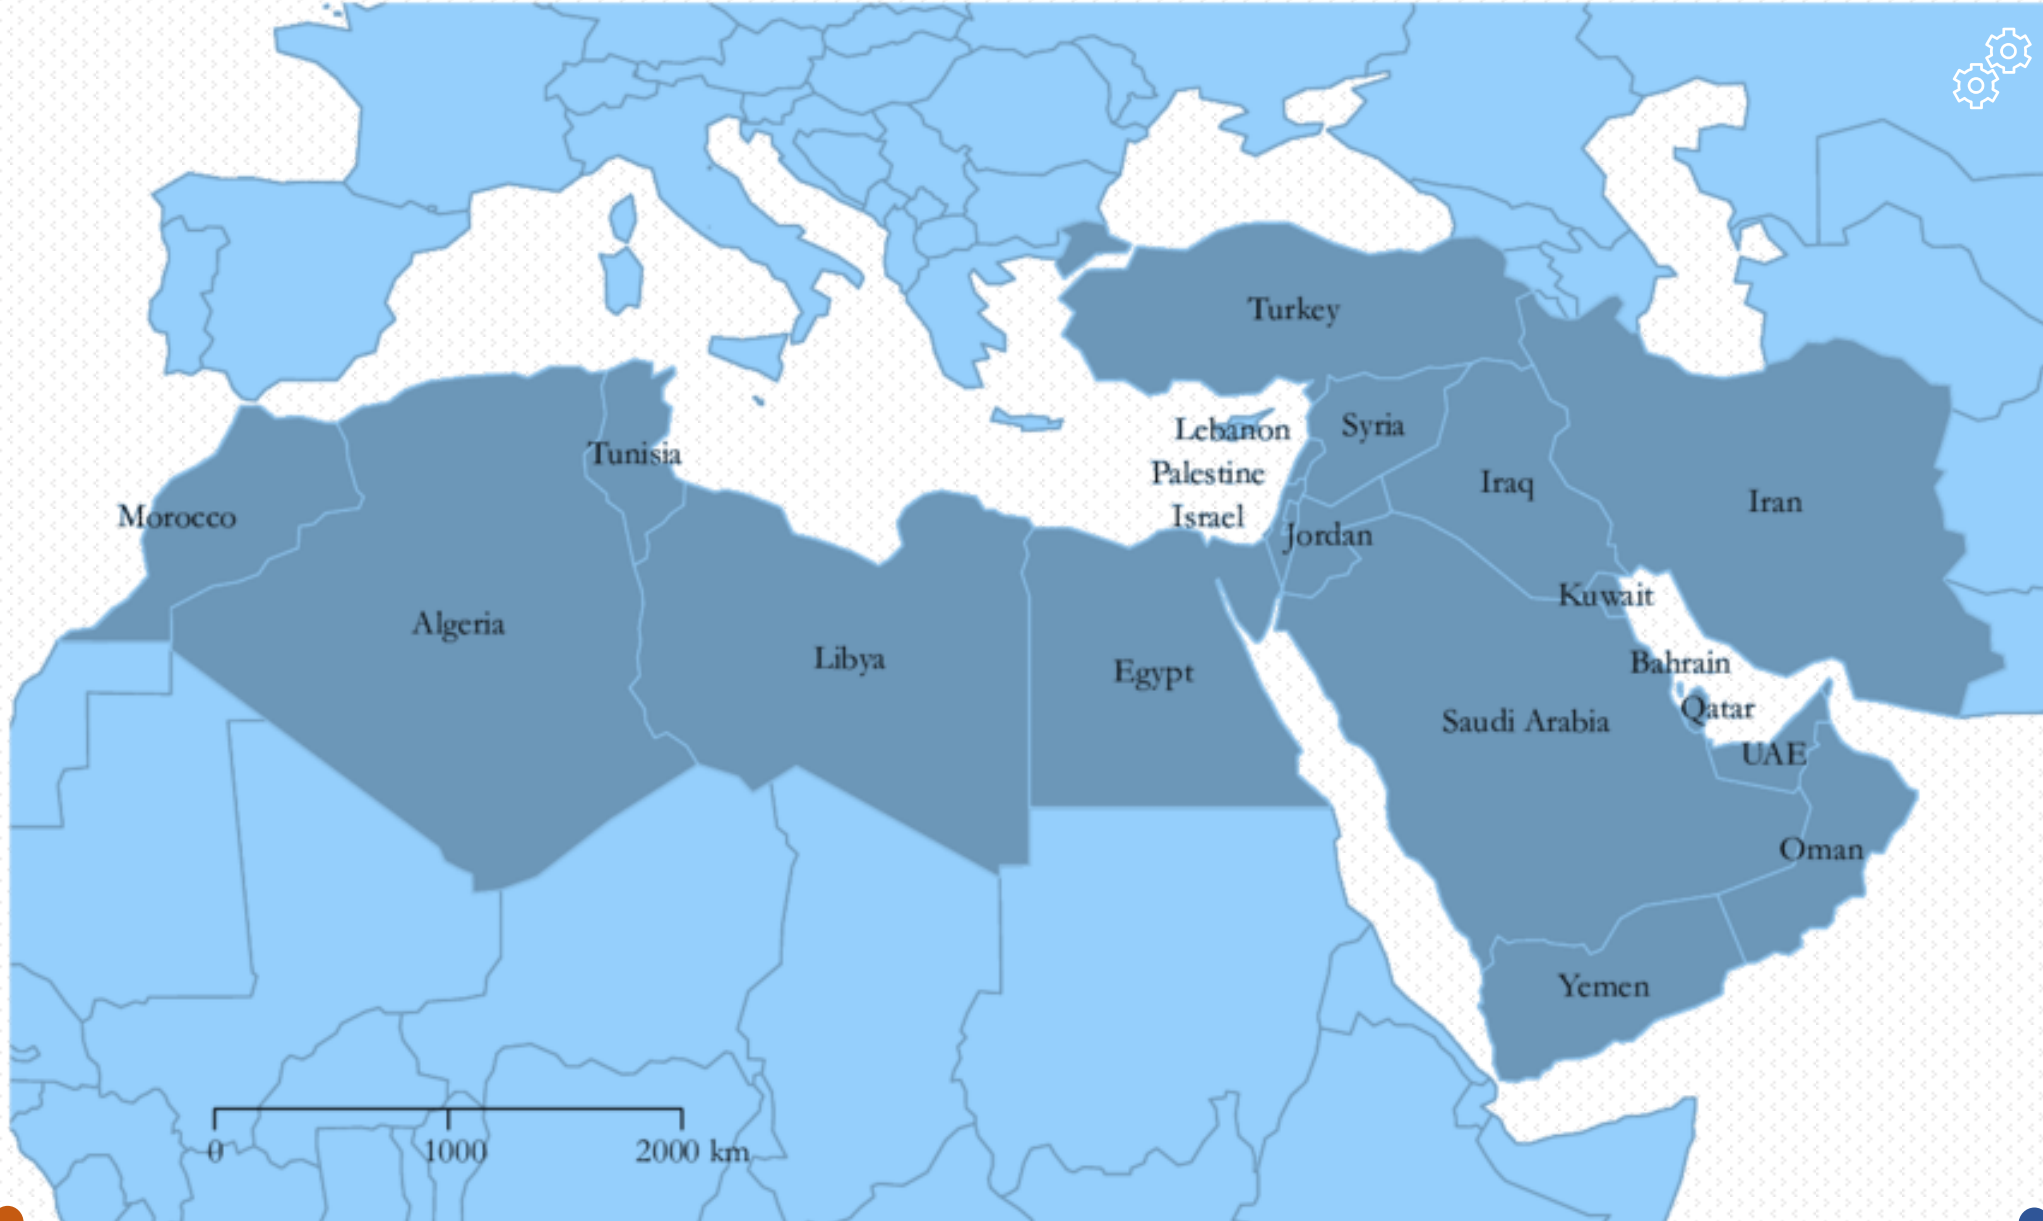 Turkey
Lebanon
Syria
Palestine
Tunisia
Iraq
Iran
Israel
Morocco
Jordan
Kuwait
Algeria
Libya
Bahrain
Egypt
Qatar
Saudi Arabia
UAE
Oman
Yemen
0 1000 2000 km